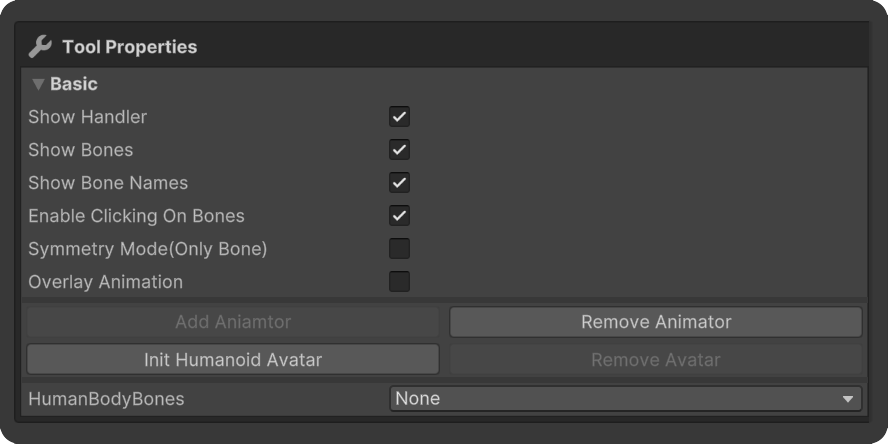 Tool Properties
Basic
Show Handler
Show Bones
Show Bone Names
Enable Clicking On Bones
Symmetry Mode(Only Bone)
Overlay Animation
Add Aniamtor Remove Animator
Init Humanoid Avatar Remove Avatar
HumanBodyBones None